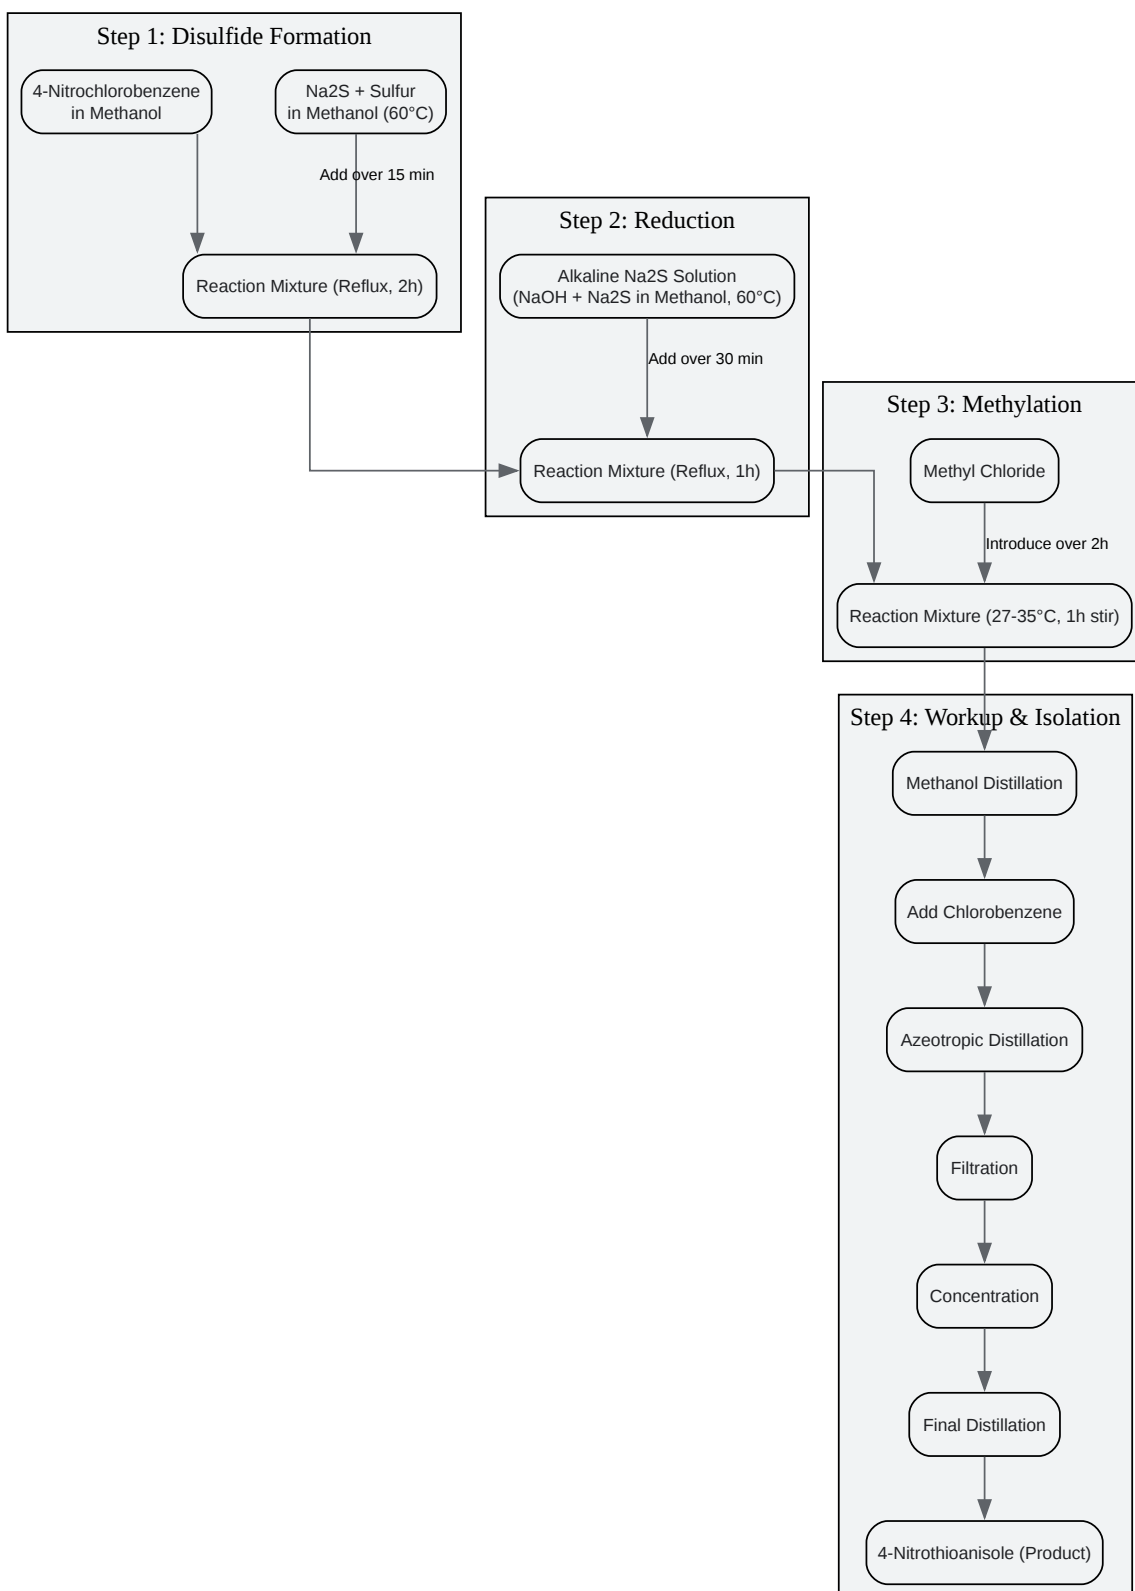 Step 1: Disulfide Formation
4-Nitrochlorobenzene
in Methanol
Na2S + Sulfur
in Methanol (60°C)
Add over 15 min
Reaction Mixture (Reflux, 2h)
Step 2: Reduction
Alkaline Na2S Solution
(NaOH + Na2S in Methanol, 60°C)
Add over 30 min
Reaction Mixture (Reflux, 1h)
Step 3: Methylation
Methyl Chloride
Introduce over 2h
Reaction Mixture (27-35°C, 1h stir)
Step 4: Workup & Isolation
Methanol Distillation
Add Chlorobenzene
Azeotropic Distillation
Filtration
Concentration
Final Distillation
4-Nitrothioanisole (Product)